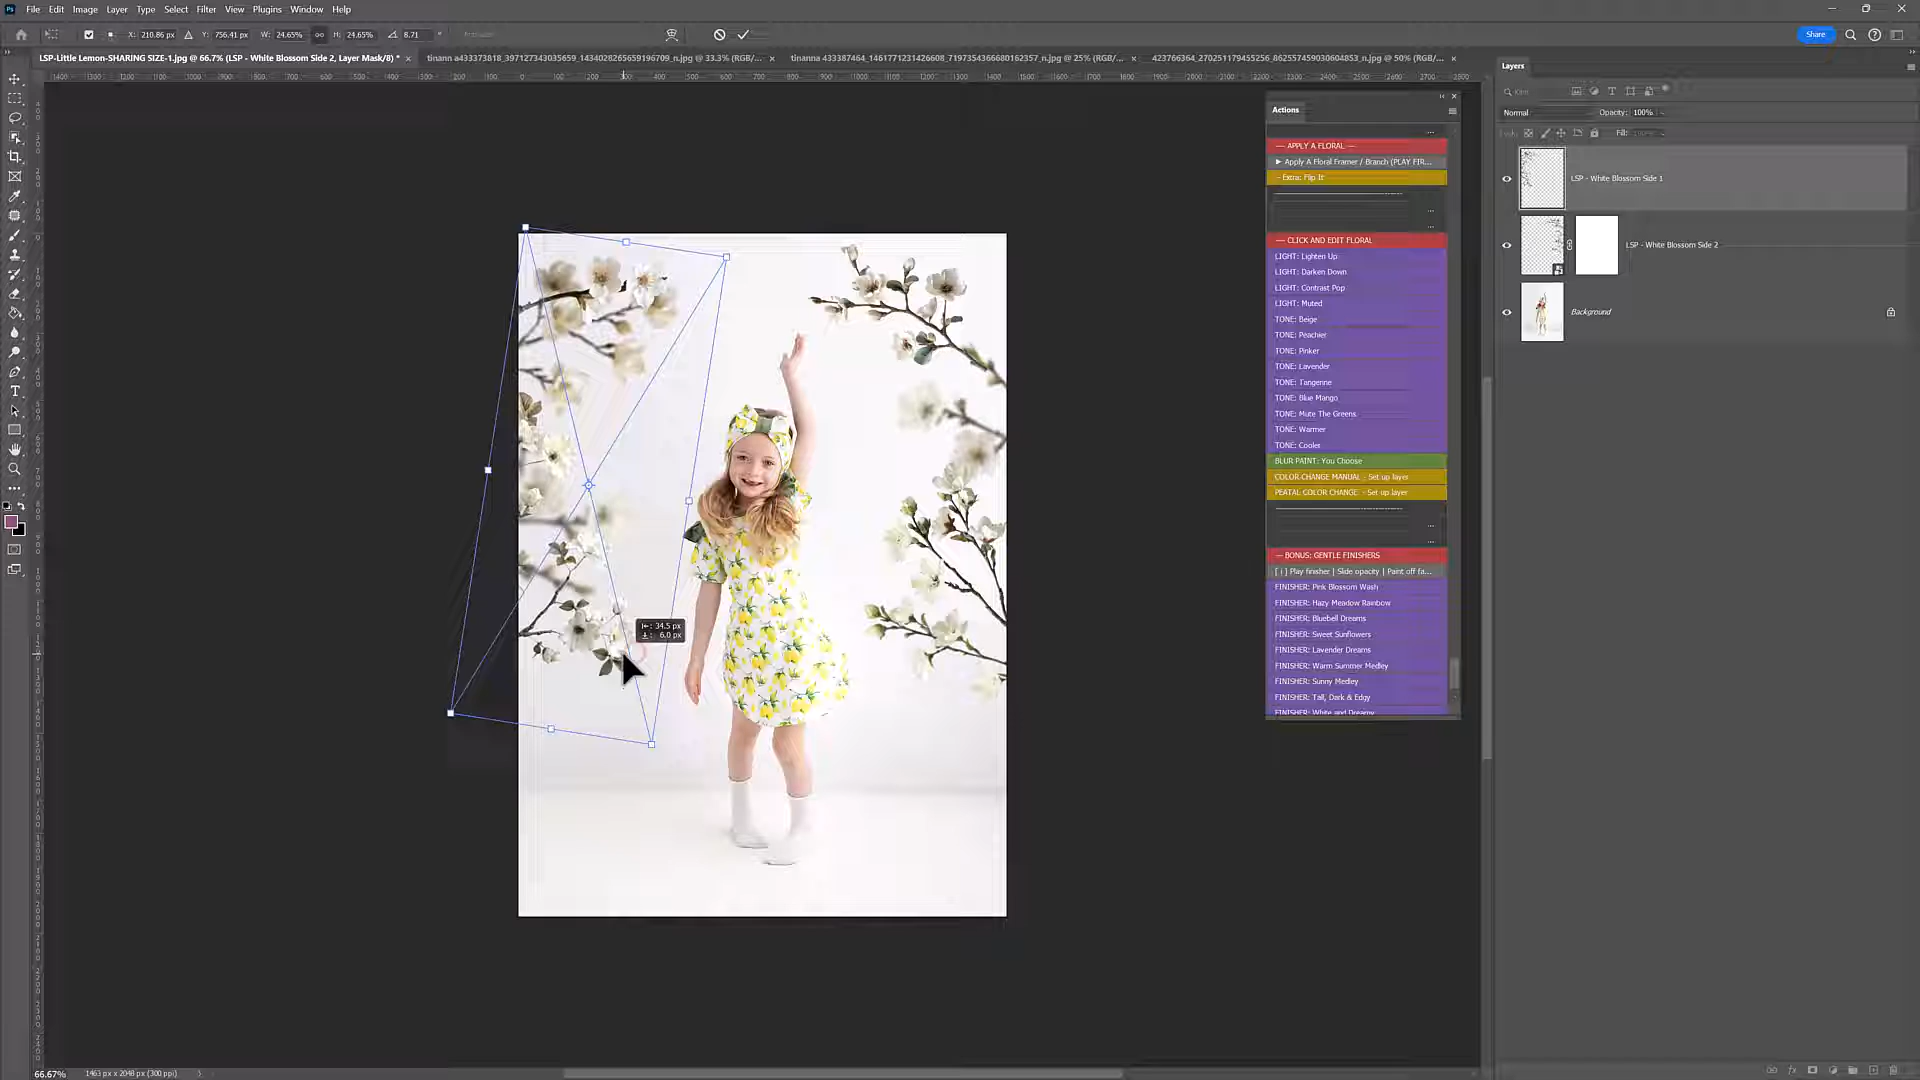 File Edit Image Layer Type Select Filter View Plugins Window Help
X: 210.86 px Y: 756.41 px W: 24.65% H: 24.65% 8.71 °
Share
LSP-Little Lemon-SHARING SIZE-1.jpg @ 66.7% (LSP - White Blossom Side 2, Layer Mask/8) *
tinann a433373818_397127343035659_1434028265659196709_n.jpg @ 33.3% (RGB/...
tinanna 433387464_1461771231426608_7197354366680162357_n.jpg @ 25% (RGB/...
423766364_270251179455256_862557459030604853_n.jpg @ 50% (RGB/...
Actions
--- APPLY A FLORAL ---
Apply A Floral Framer / Branch (PLAY FIR...
- Extra: Flip It
--- CLICK AND EDIT FLORAL
LIGHT: Lighten Up
LIGHT: Darken Down
LIGHT: Contrast Pop
LIGHT: Muted
TONE: Beige
TONE: Peachier
TONE: Pinker
TONE: Lavender
TONE: Tangerine
TONE: Blue Mango
TONE: Mute The Greens
TONE: Warmer
TONE: Cooler
BLUR PAINT: You Choose
COLOR CHANGE MANUAL - Set up layer
PEATAL COLOR CHANGE - Set up layer
--- BONUS: GENTLE FINISHERS
[ i ] Play finisher | Slide opacity | Paint off fa...
FINISHER: Pink Blossom Wash
FINISHER: Hazy Meadow Rainbow
FINISHER: Bluebell Dreams
FINISHER: Sweet Sunflowers
FINISHER: Lavender Dreams
FINISHER: Warm Summer Medley
FINISHER: Sunny Medley
FINISHER: Tall, Dark & Edgy
FINISHER: White and Dreamy
Layers
Kind
Normal Opacity: 100%
Lock: Fill: 100%
LSP - White Blossom Side 1
LSP - White Blossom Side 2
Background
34.5 px
6.0 px
66.67% 1463 px x 2048 px (300 ppi)